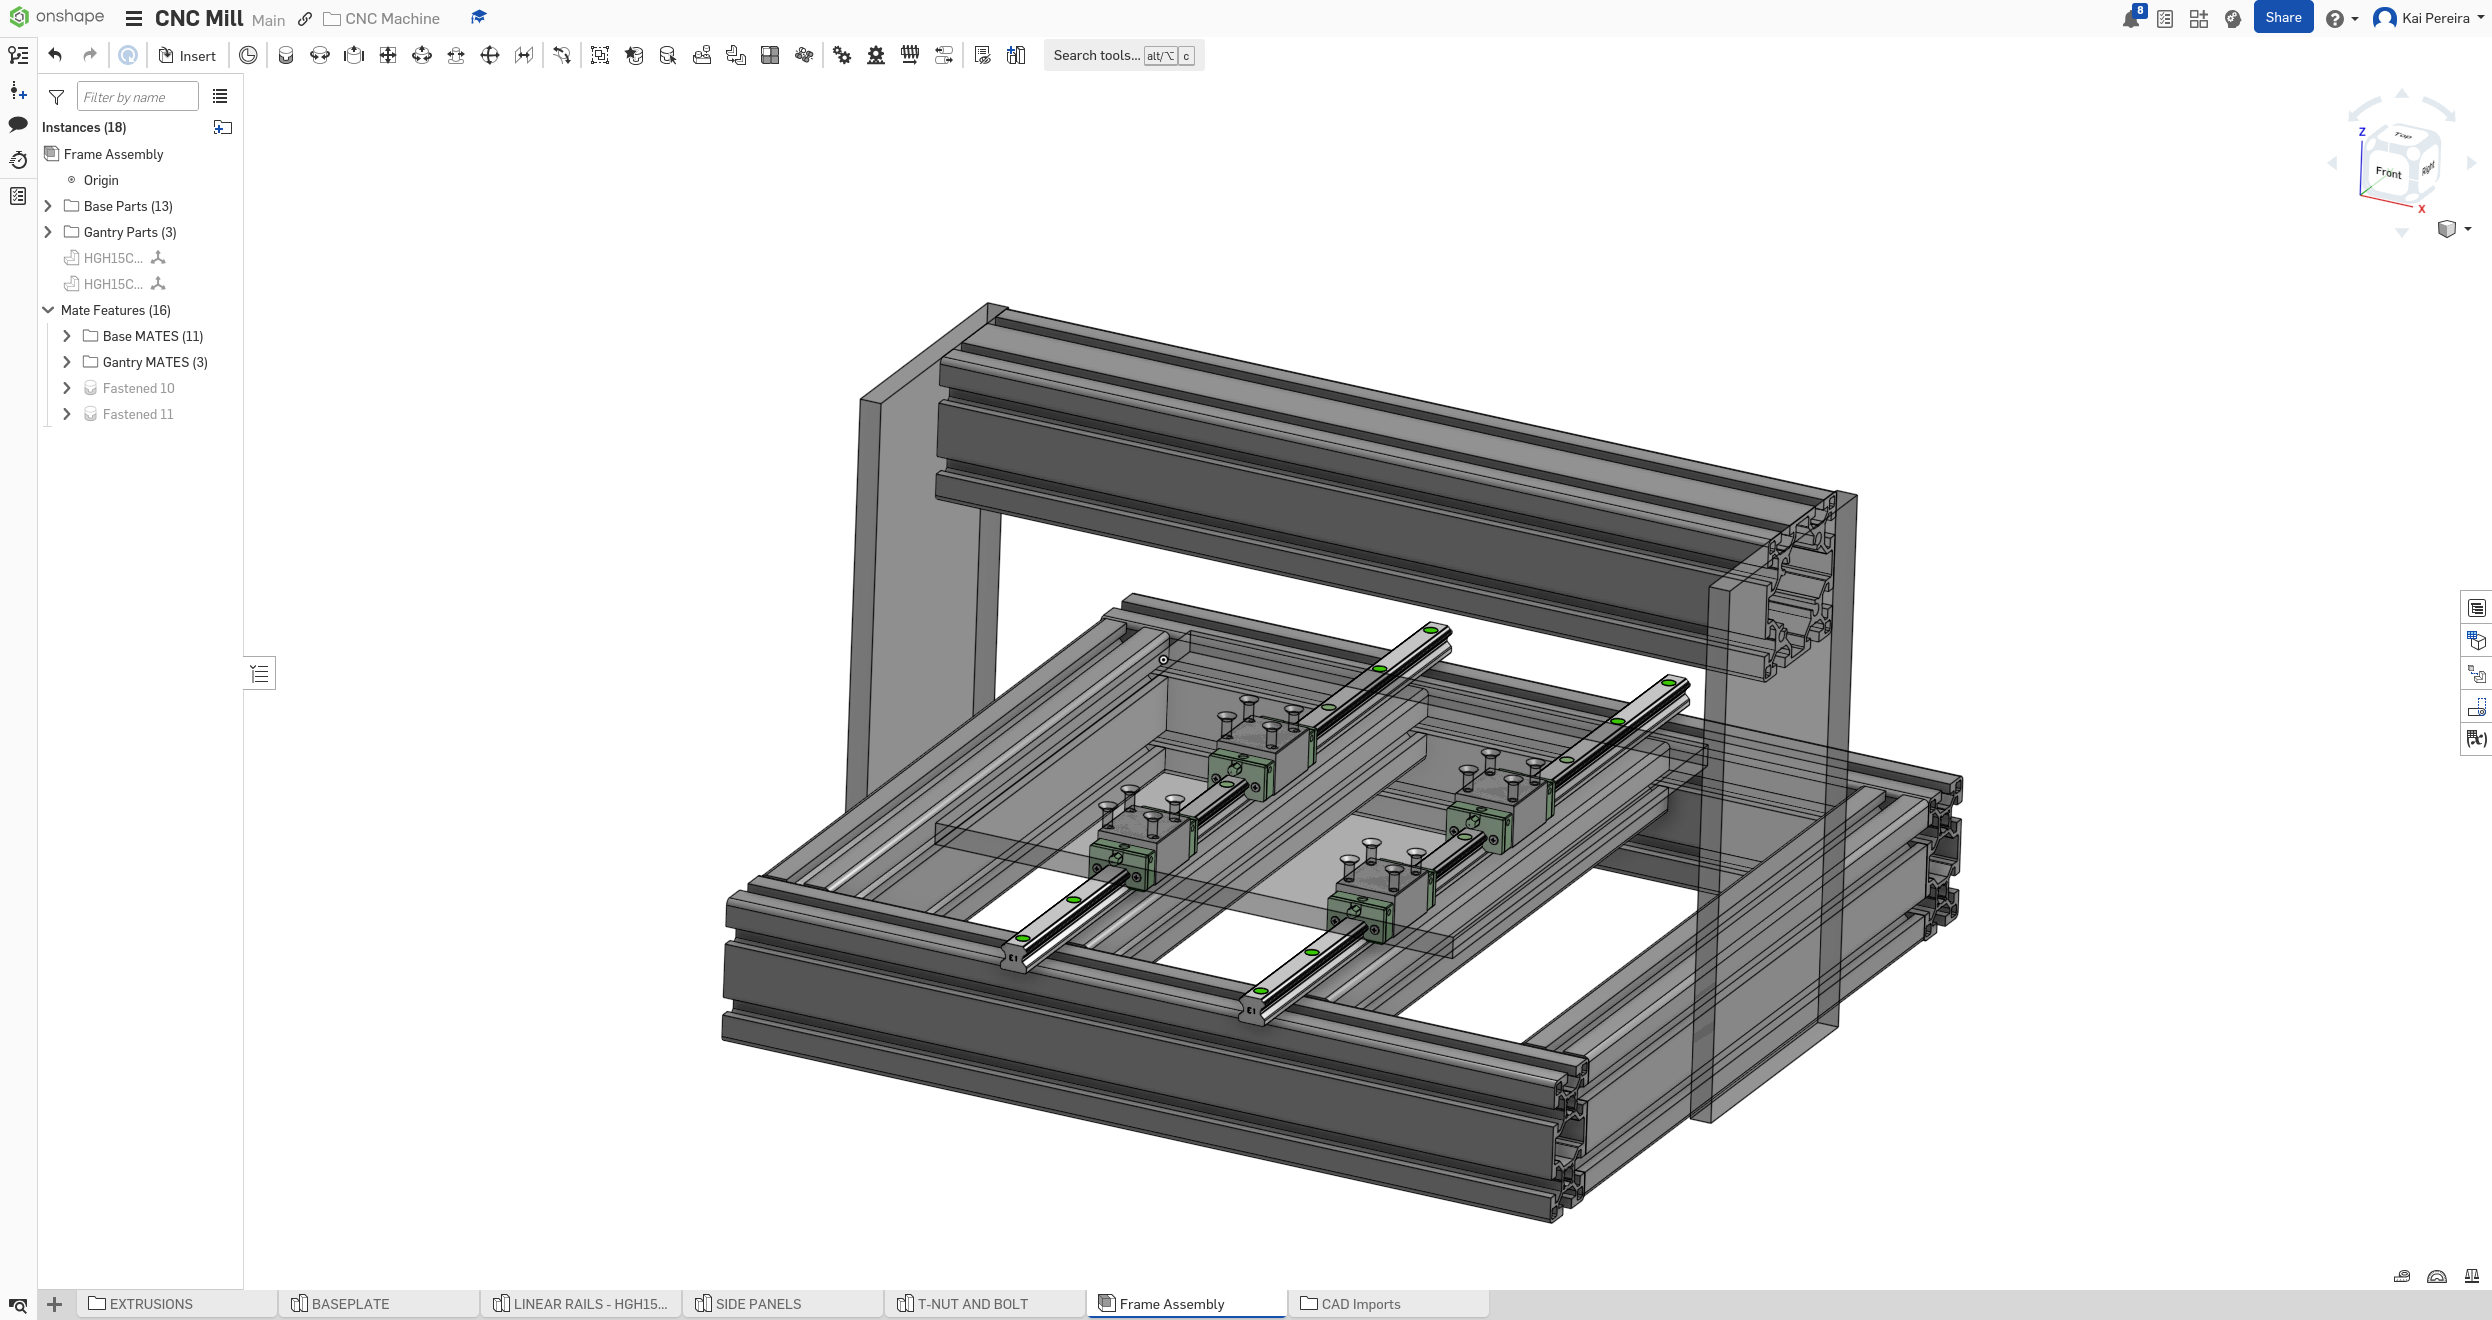 onshape
CNC Mill Main CNC Machine
8
Share
Kai Pereira
Insert
Search tools... alt/⌥ c
Filter by name
Instances (18)
Frame Assembly
Origin
Base Parts (13)
Gantry Parts (3)
HGH15C...
HGH15C...
Mate Features (16)
Base MATES (11)
Gantry MATES (3)
Fastened 10
Fastened 11
Z
Top
Front
Right
X
EXTRUSIONS
BASEPLATE
LINEAR RAILS - HGH15...
SIDE PANELS
T-NUT AND BOLT
Frame Assembly
CAD Imports